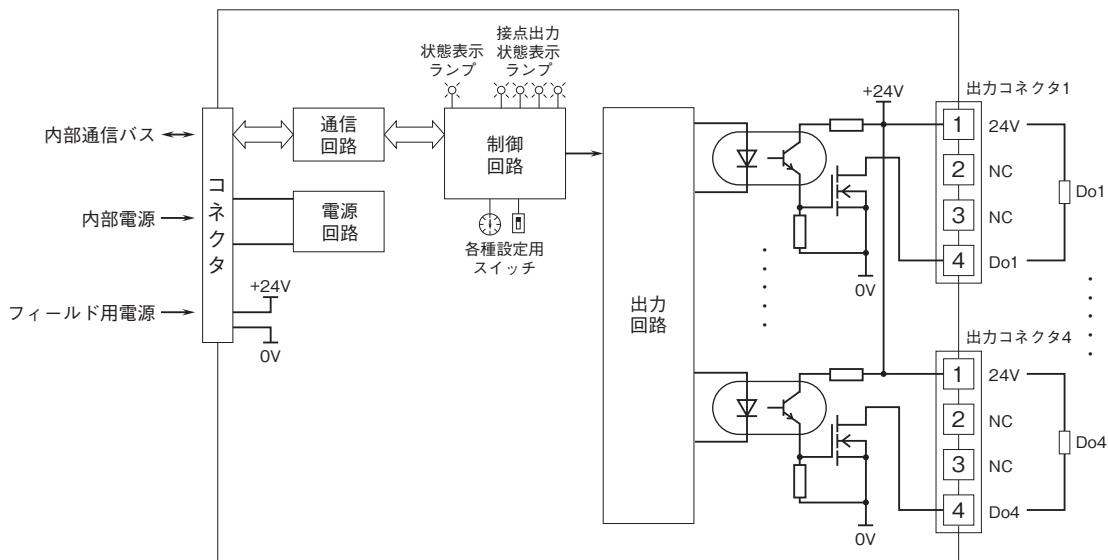 状態表示
ランプ
接点出力
状態表示
ランプ
内部通信バス
内部電源
フィールド用電源
コネクタ
通信
回路
電源
回路
+24V
0V
制御
回路
各種設定用
スイッチ
出力
回路
+24V
0V
出力コネクタ1
1 24V
2 NC
3 NC
4 Do1
Do1
0V
出力コネクタ4
1 24V
2 NC
3 NC
4 Do4
Do4